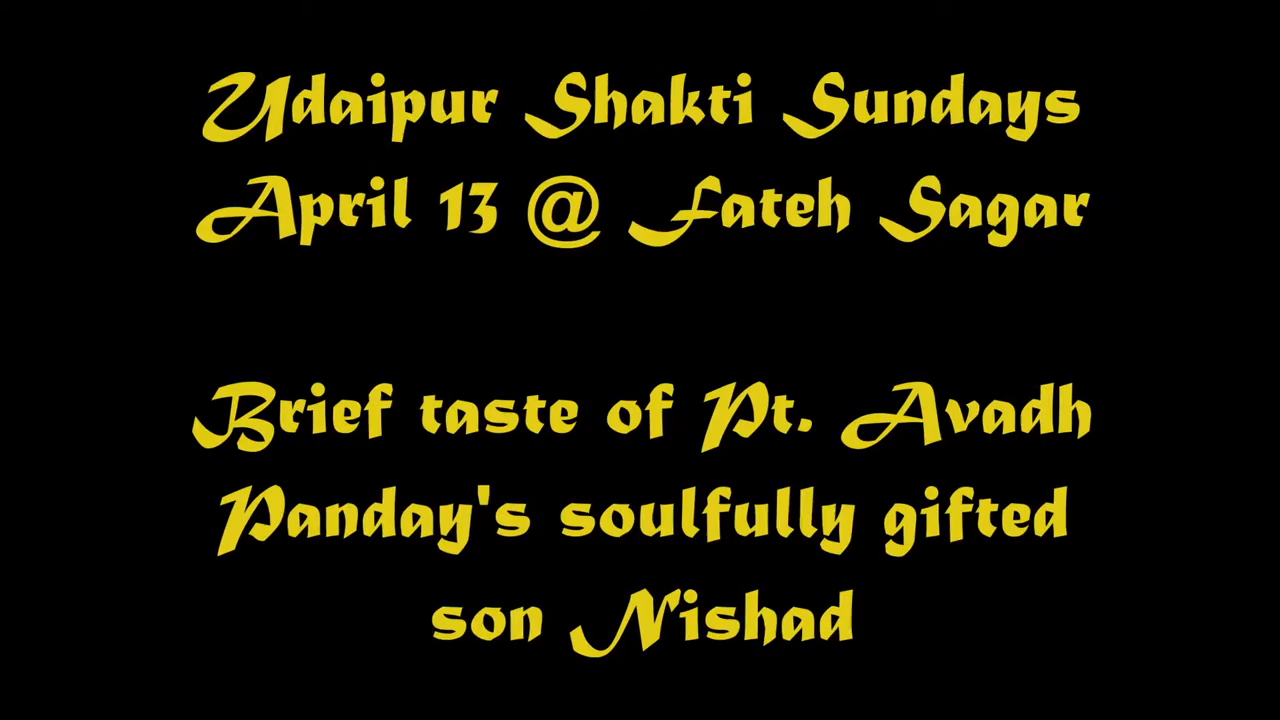 Udaipur Shakti Sundays
April 13 @ Fateh Sagar
Brief taste of Pt. Avadh
Panday's soulfully gifted
son Nishad